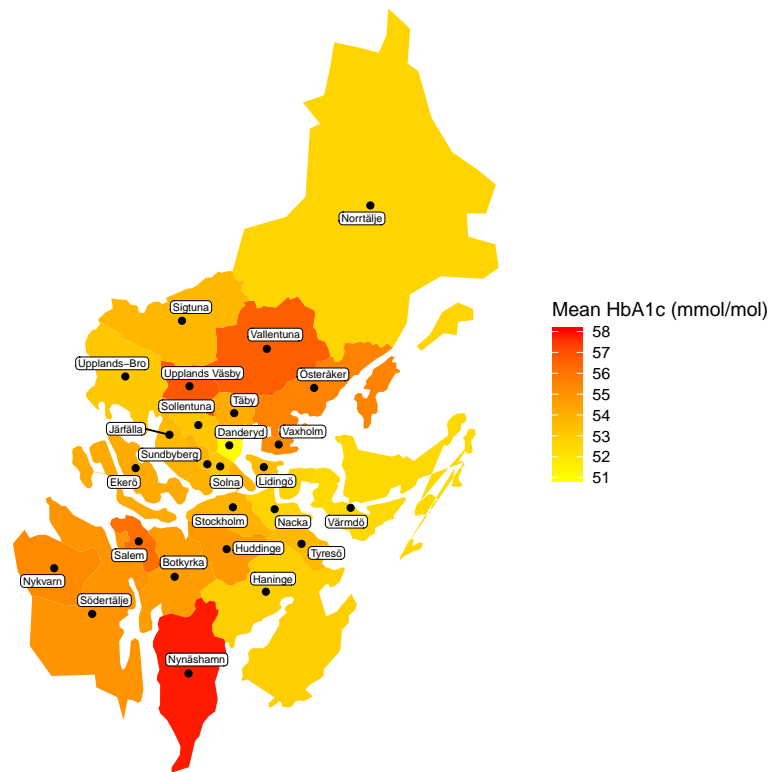 Norrtälje
Sigtuna
Vallentuna
Upplands–Bro
Upplands Väsby
Österåker
Sollentuna
Täby
Järfälla
Danderyd
Vaxholm
Sundbyberg
Ekerö
Solna
Lidingö
Stockholm
Nacka
Värmdö
Salem
Botkyrka
Huddinge
Tyresö
Nykvarn
Haninge
Södertälje
Nynäshamn
Mean HbA1c (mmol/mol)
58
57
56
55
54
53
52
51